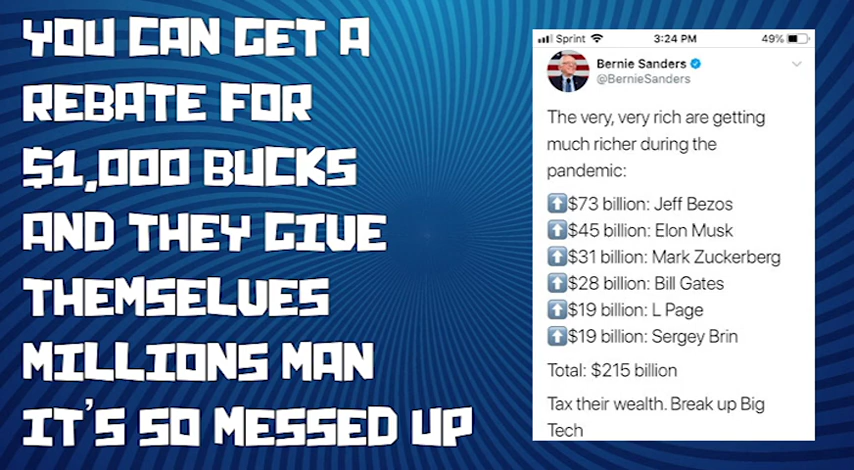 YOU CAN GET A
REBATE FOR
$1,000 BUCKS
AND THEY GIVE
THEMSELVES
MILLIONS MAN
IT'S SO MESSED UP
Sprint 3:24 PM 49%
Bernie Sanders
@BernieSanders
The very, very rich are getting
much richer during the
pandemic:
⬆$73 billion: Jeff Bezos
⬆$45 billion: Elon Musk
⬆$31 billion: Mark Zuckerberg
⬆$28 billion: Bill Gates
⬆$19 billion: L Page
⬆$19 billion: Sergey Brin
Total: $215 billion
Tax their wealth. Break up Big
Tech